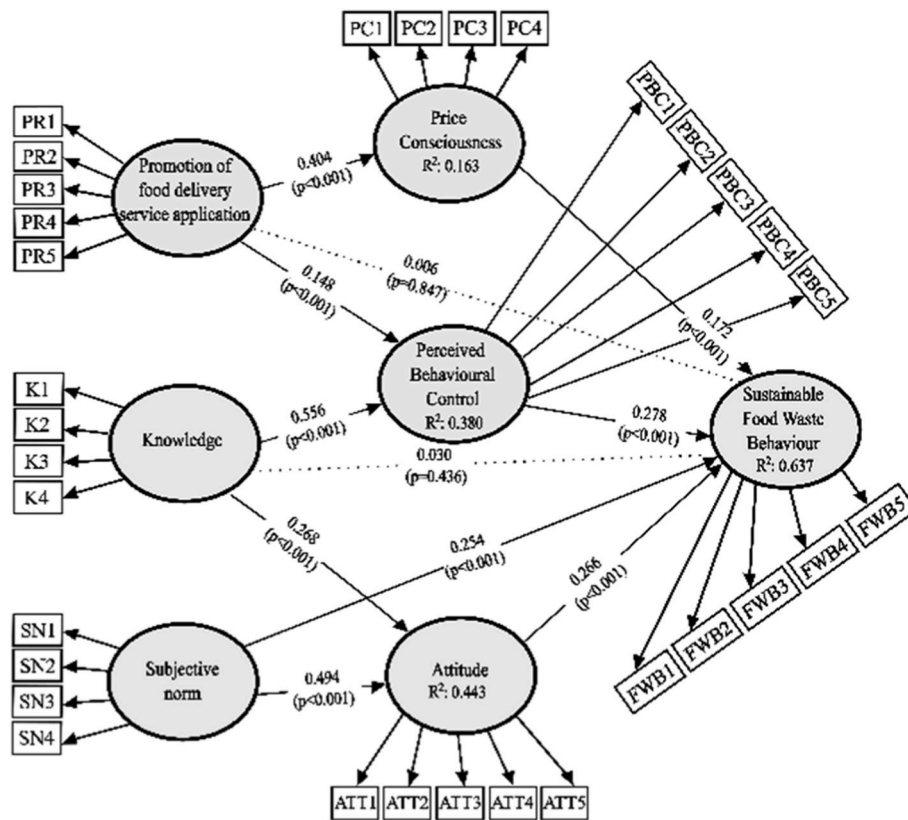 PC1 PC2 PC3 PC4
Price
Consciousness
R²: 0.163
PR1
PR2
PR3
PR4
PR5
Promotion of
food delivery
service application
0.404
(p<0.001)
PBC1
PBC2
PBC3
PBC4
PBC5
0.006
(p=0.847)
0.148
(p<0.001)
0.172
(p<0.001)
Perceived
Behavioural
Control
R²: 0.380
Sustainable
Food Waste
Behaviour
R²: 0.637
K1
K2
K3
K4
Knowledge
0.556
(p<0.001)
0.278
(p<0.001)
0.030
(p=0.436)
0.268
(p<0.001)
0.254
(p<0.001)
0.266
(p<0.001)
FWB1
FWB2
FWB3
FWB4
FWB5
SN1
SN2
SN3
SN4
Subjective
norm
0.494
(p<0.001)
Attitude
R²: 0.443
ATT1 ATT2 ATT3 ATT4 ATT5